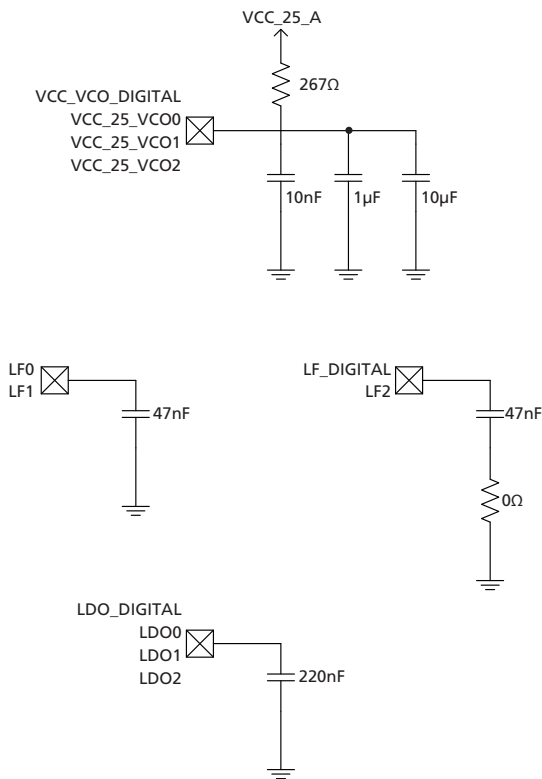 VCC_25_A
267Ω
VCC_VCO_DIGITAL
VCC_25_VCO0
VCC_25_VCO1
VCC_25_VCO2
10nF
1µF
10µF
LF0
LF1
47nF
LF_DIGITAL
LF2
47nF
0Ω
LDO_DIGITAL
LDO0
LDO1
LDO2
220nF